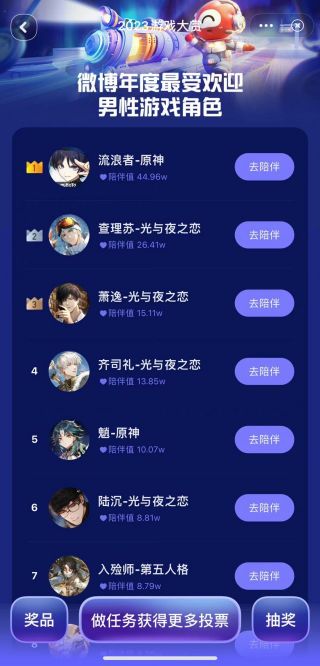 2023 游戏大赏
微博年度最受欢迎
男性游戏角色
1
流浪者-原神
陪伴值 44.96w
去陪伴
2
查理苏-光与夜之恋
陪伴值 26.41w
去陪伴
3
萧逸-光与夜之恋
陪伴值 15.11w
去陪伴
4
齐司礼-光与夜之恋
陪伴值 13.85w
去陪伴
5
魈-原神
陪伴值 10.07w
去陪伴
6
陆沉-光与夜之恋
陪伴值 8.81w
去陪伴
7
入殓师-第五人格
陪伴值 8.79w
去陪伴
奖品
做任务获得更多投票
抽奖